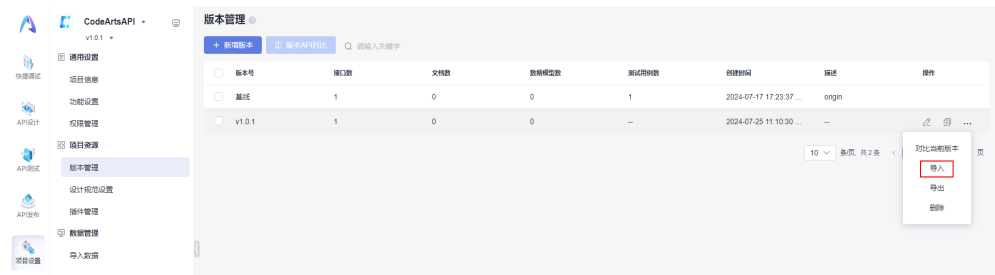 CodeArtsAPI
v1.0.1
快捷调试
API设计
API测试
API发布
项目设置
通用设置
项目信息
功能设置
权限管理
项目资源
版本管理
设计规范设置
插件管理
数据管理
导入数据
版本管理
+ 新增版本 版本API对比 请输入关键字
版本号 接口数 文档数 数据模型数 测试用例数 创建时间 描述 操作
基线 1 0 0 1 2024-07-17 17:23:37 ... origin
v1.0.1 1 0 0 -- 2024-07-25 11:10:30 ... -- ...
10 条/页, 共 2 条 < 页
对比当前版本
导入
导出
删除